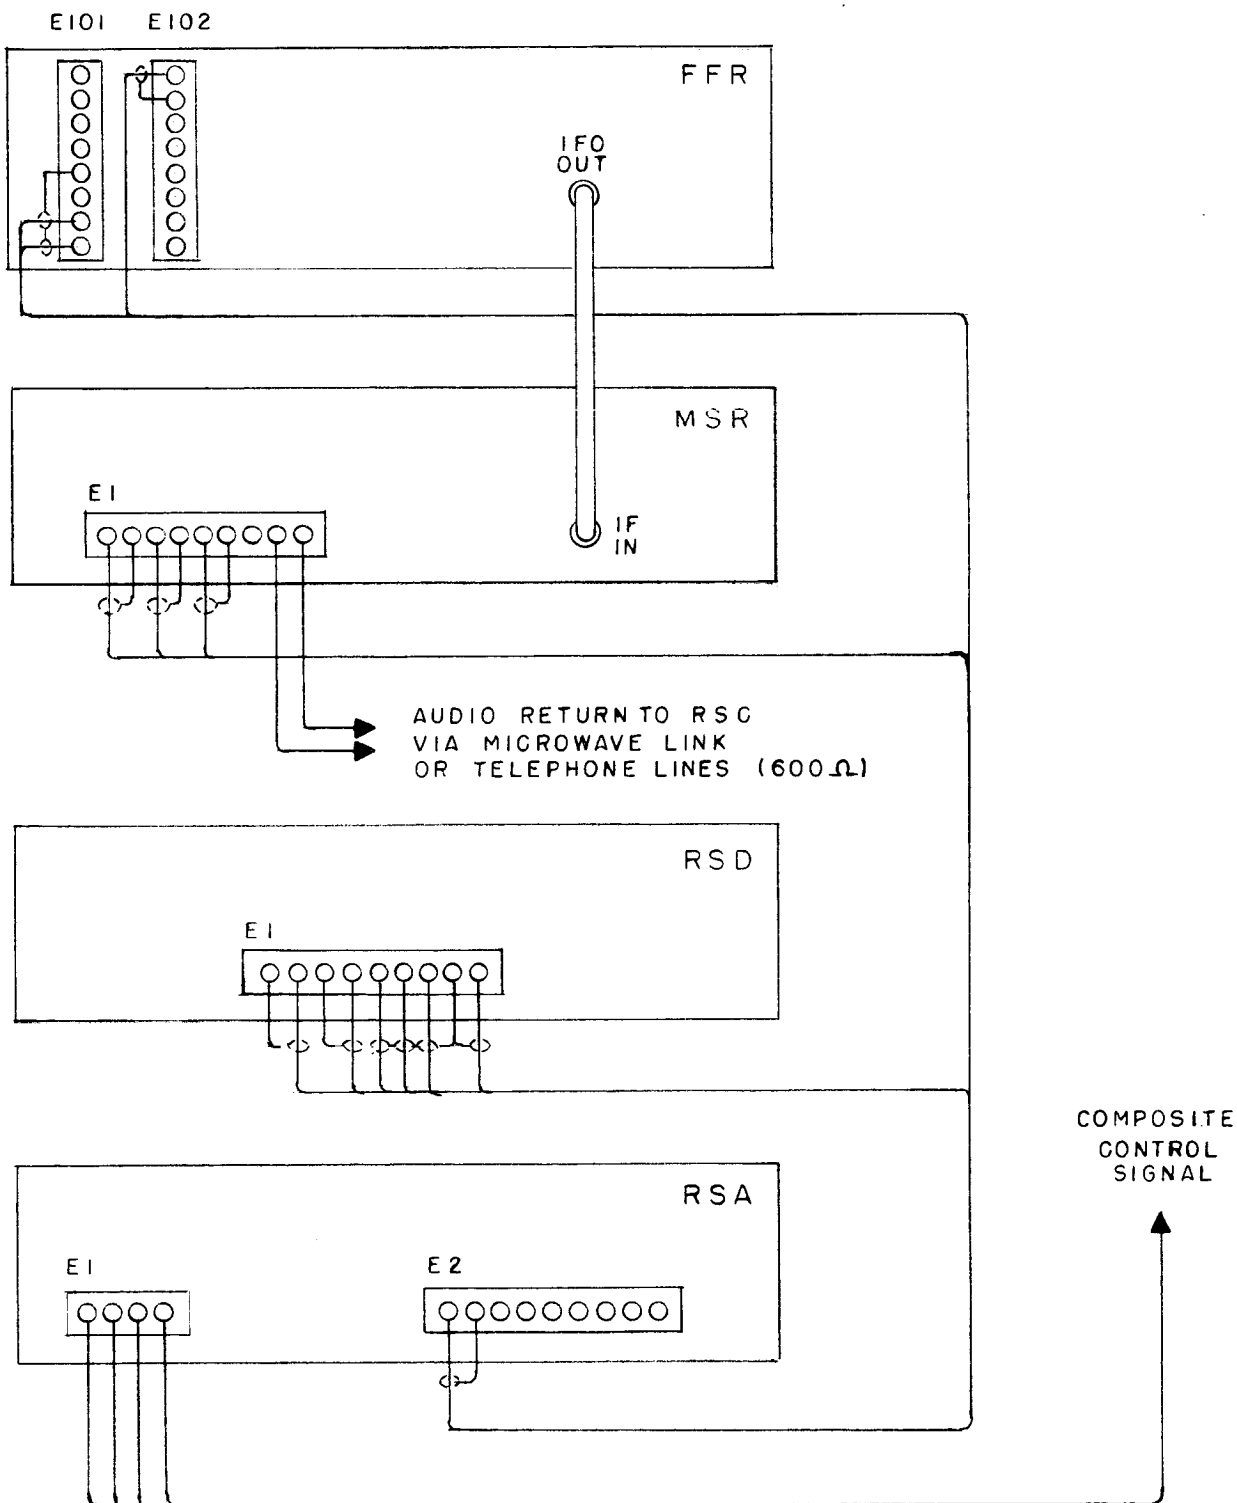 E101 E102
FFR
IFO
OUT
MSR
E1
IF
IN
AUDIO RETURN TO RSC
VIA MICROWAVE LINK
OR TELEPHONE LINES (600Ω)
RSD
E1
COMPOSITE
CONTROL
SIGNAL
RSA
E1
E2